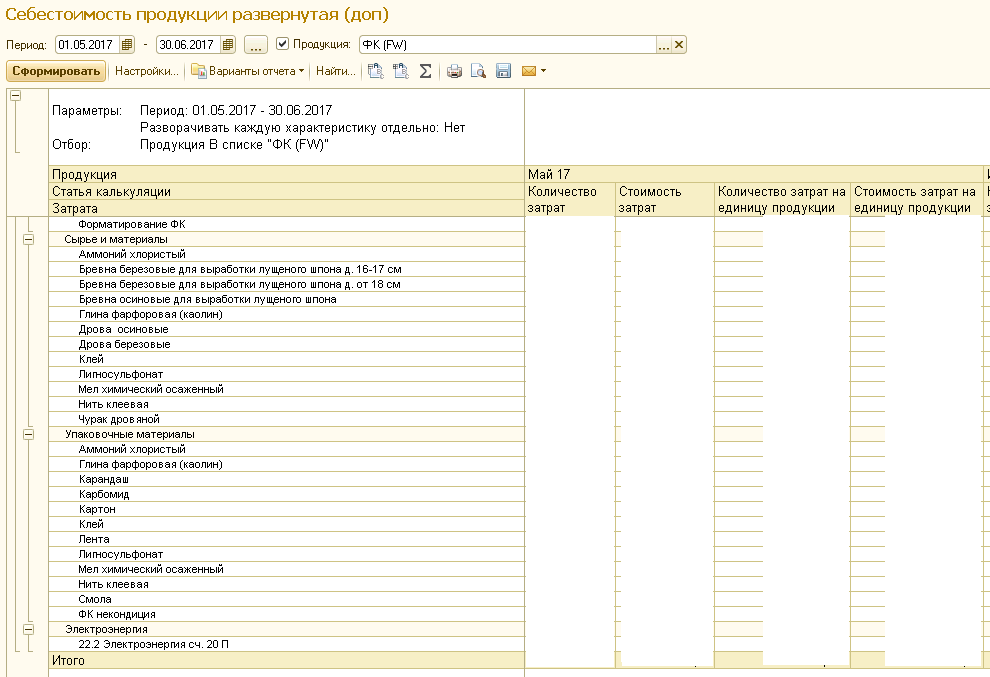 Себестоимость продукции развернутая (доп)
Период: 01.05.2017 - 30.06.2017 ... Продукция: ФК (FW) ...
Сформировать Настройки... Варианты отчета Найти...
Параметры: Период: 01.05.2017 - 30.06.2017
Разворачивать каждую характеристику отдельно: Нет
Отбор: Продукция В списке "ФК (FW)"
Продукция Май 17
Статья калькуляции Количество Стоимость Количество затрат на Стоимость затрат на
Затрата затрат затрат единицу продукции единицу продукции
Форматирование ФК
Сырье и материалы
Аммоний хлористый
Бревна березовые для выработки лущеного шпона д. 16-17 см
Бревна березовые для выработки лущеного шпона д. от 18 см
Бревна осиновые для выработки лущеного шпона
Глина фарфоровая (каолин)
Дрова осиновые
Дрова березовые
Клей
Лигносульфонат
Мел химический осаженный
Нить клеевая
Чурак дровяной
Упаковочные материалы
Аммоний хлористый
Глина фарфоровая (каолин)
Карандаш
Карбомид
Картон
Клей
Лента
Лигносульфонат
Мел химический осаженный
Нить клеевая
Смола
ФК некондиция
Электроэнергия
22.2 Электроэнергия сч. 20 П
Итого